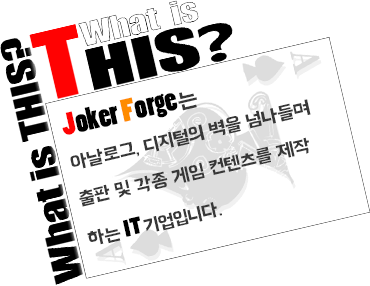 What is
THIS?
What is THIS?
Joker Forge는
아날로그, 디지털의 벽을 넘나들며
출판 및 각종 게임 컨텐츠를 제작
하는 IT기업입니다.